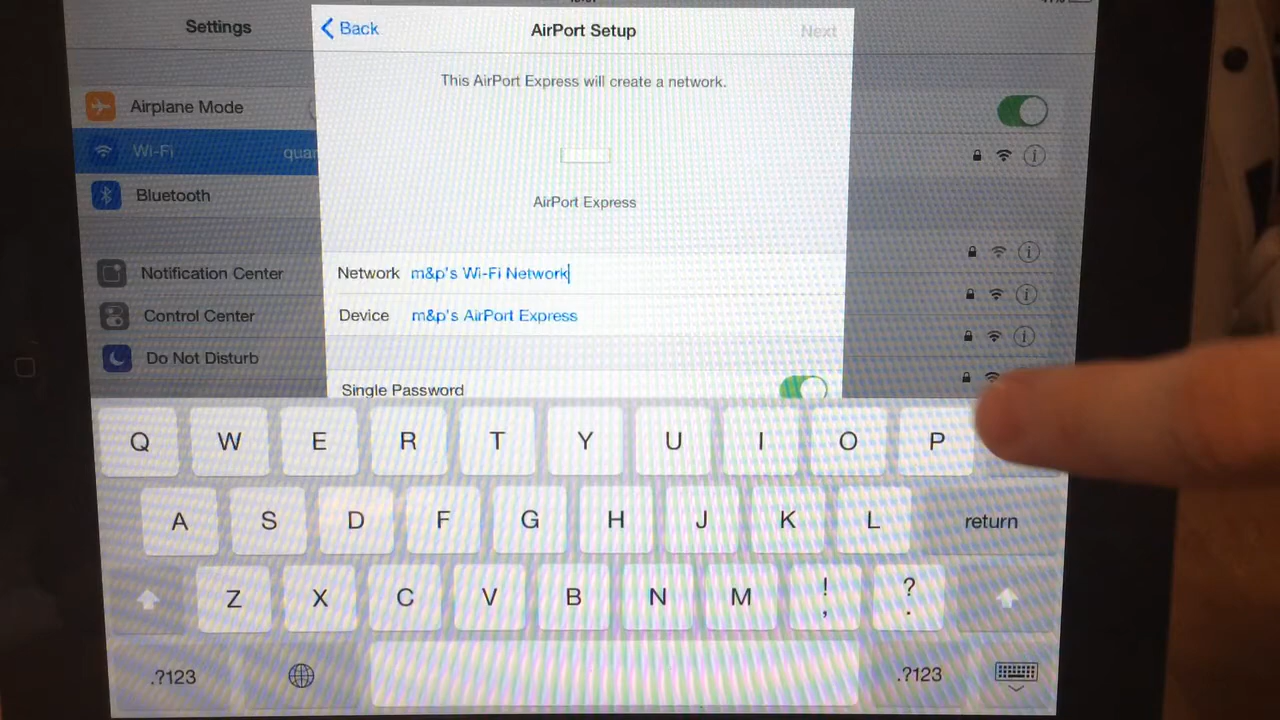 Settings
Back
AirPort Setup
Next
This AirPort Express will create a network.
Airplane Mode
Wi-Fi
AirPort Express
Bluetooth
Network m&p's Wi-Fi Network
Notification Center
Device m&p's AirPort Express
Control Center
Do Not Disturb
Single Password
Q W E R T Y U I O P
A S D F G H J K L return
Z X C V B N M ! , ? .
.?123 .?123